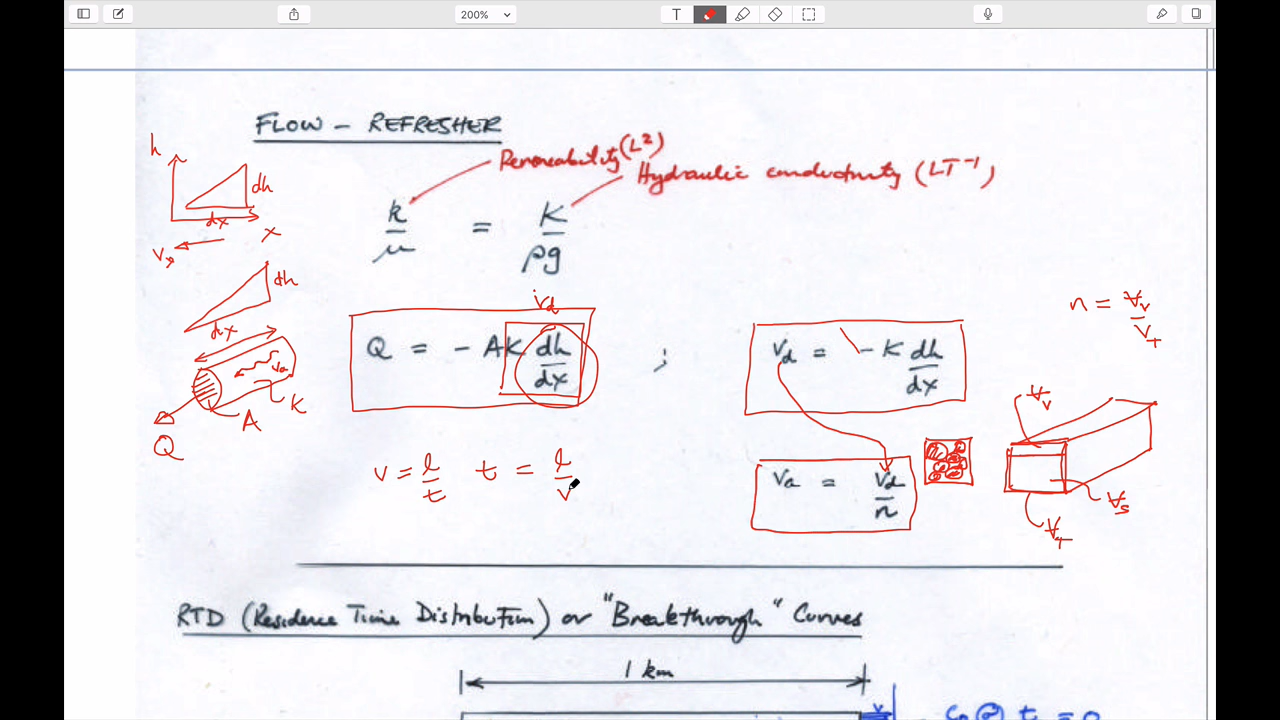 200%
T
FLOW - REFRESHER
Permeability (L²)
Hydraulic conductivity (LT⁻¹)
k/μ = K/ρg
h
dh
dx
x
dh
dx
A
K
Q
Vd
Q = - AK dh/dx ;
Vd = - K dh/dx
n = Vv/VT
Va = Vd/n
Vv
Vs
VT
v = l/t t = l/v
RTD (Residence Time Distribution) or "Breakthrough" Curves
1 km